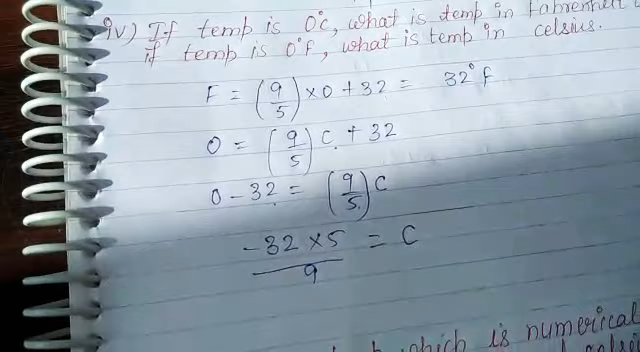 iv) If temp is 0°C, what is temp in Fahrenheit &
if temp is 0°F, what is temp in celsius.
F = (9/5) × 0 + 32 = 32°F
0 = (9/5) C + 32
0 - 32 = (9/5) C
-32 × 5 / 9 = C
which is numerical